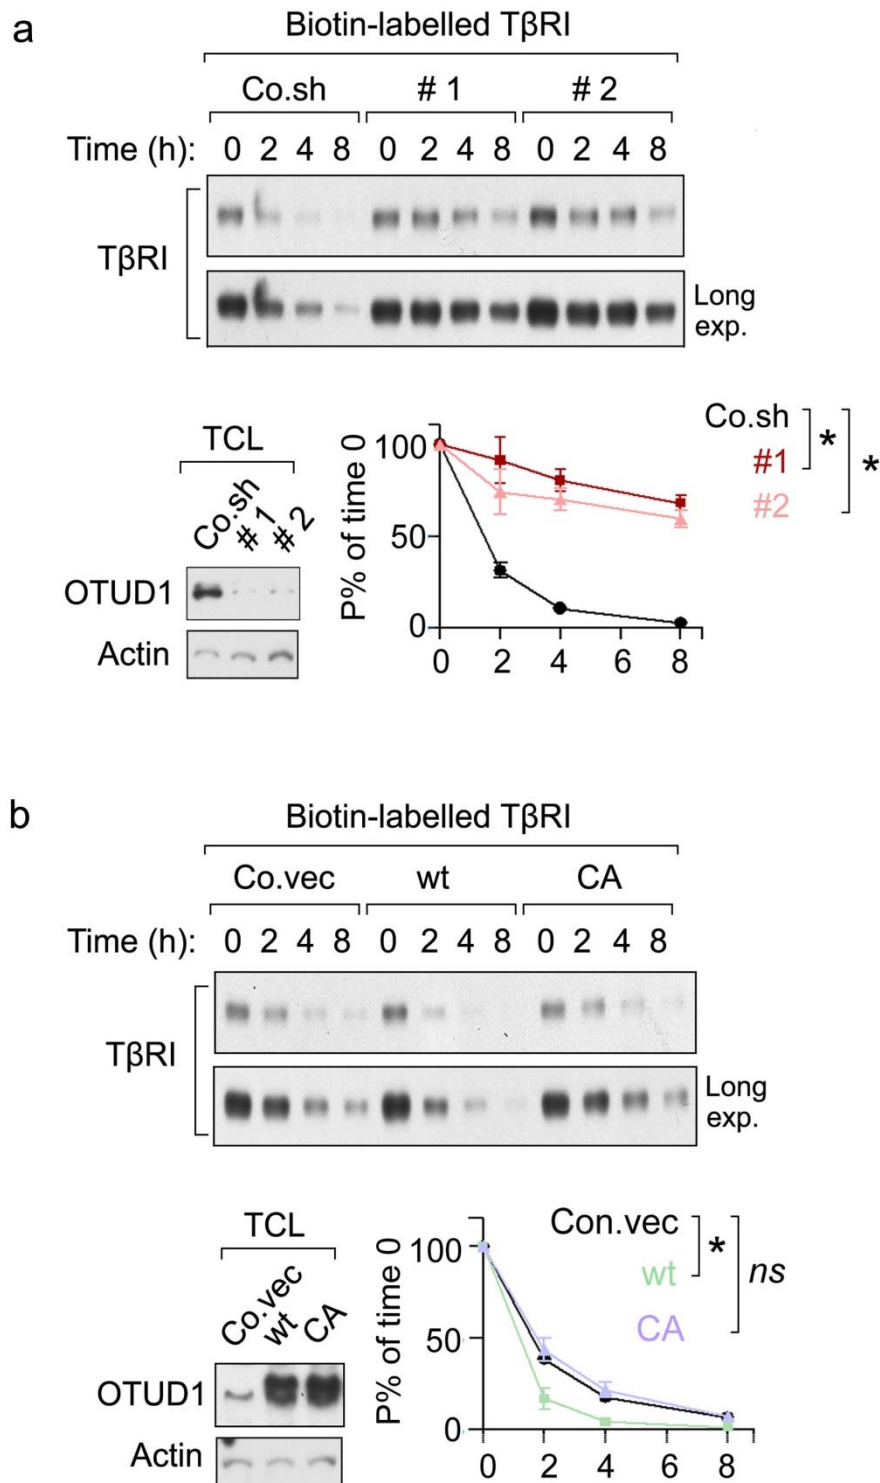 a
Biotin-labelled TβRI
Co.sh # 1 # 2
Time (h): 0 2 4 8 0 2 4 8 0 2 4 8
TβRI
Long
exp.
TCL
Co.sh # 1 # 2
OTUD1
Actin
P% of time 0
100
50
0
0 2 4 6 8
Co.sh
#1
#2
*
*
b
Biotin-labelled TβRI
Co.vec wt CA
Time (h): 0 2 4 8 0 2 4 8 0 2 4 8
TβRI
Long
exp.
TCL
Co.vec wt CA
OTUD1
Actin
P% of time 0
100
50
0
0 2 4 6 8
Con.vec
wt
CA
*
ns